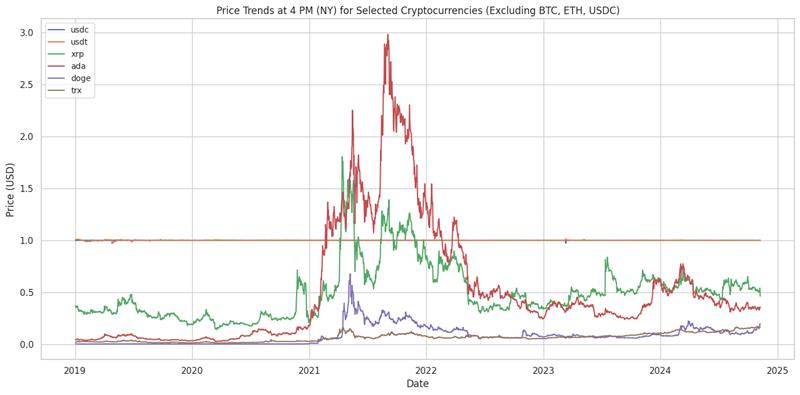 Price Trends at 4 PM (NY) for Selected Cryptocurrencies (Excluding BTC, ETH, USDC)
usdc
usdt
xrp
ada
doge
trx
Price (USD)
3.0
2.5
2.0
1.5
1.0
0.5
0.0
2019 2020 2021 2022 2023 2024 2025
Date